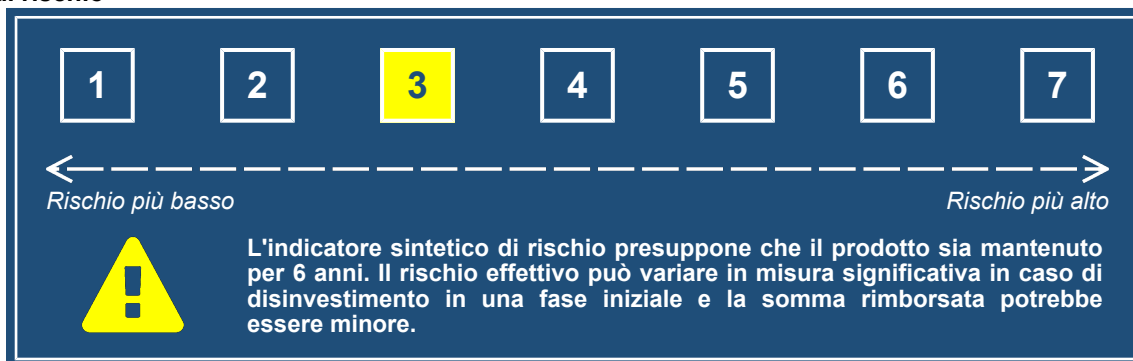 di rischio
1 2 3 4 5 6 7
Rischio più basso Rischio più alto
L'indicatore sintetico di rischio presuppone che il prodotto sia mantenuto
per 6 anni. Il rischio effettivo può variare in misura significativa in caso di
disinvestimento in una fase iniziale e la somma rimborsata potrebbe
essere minore.